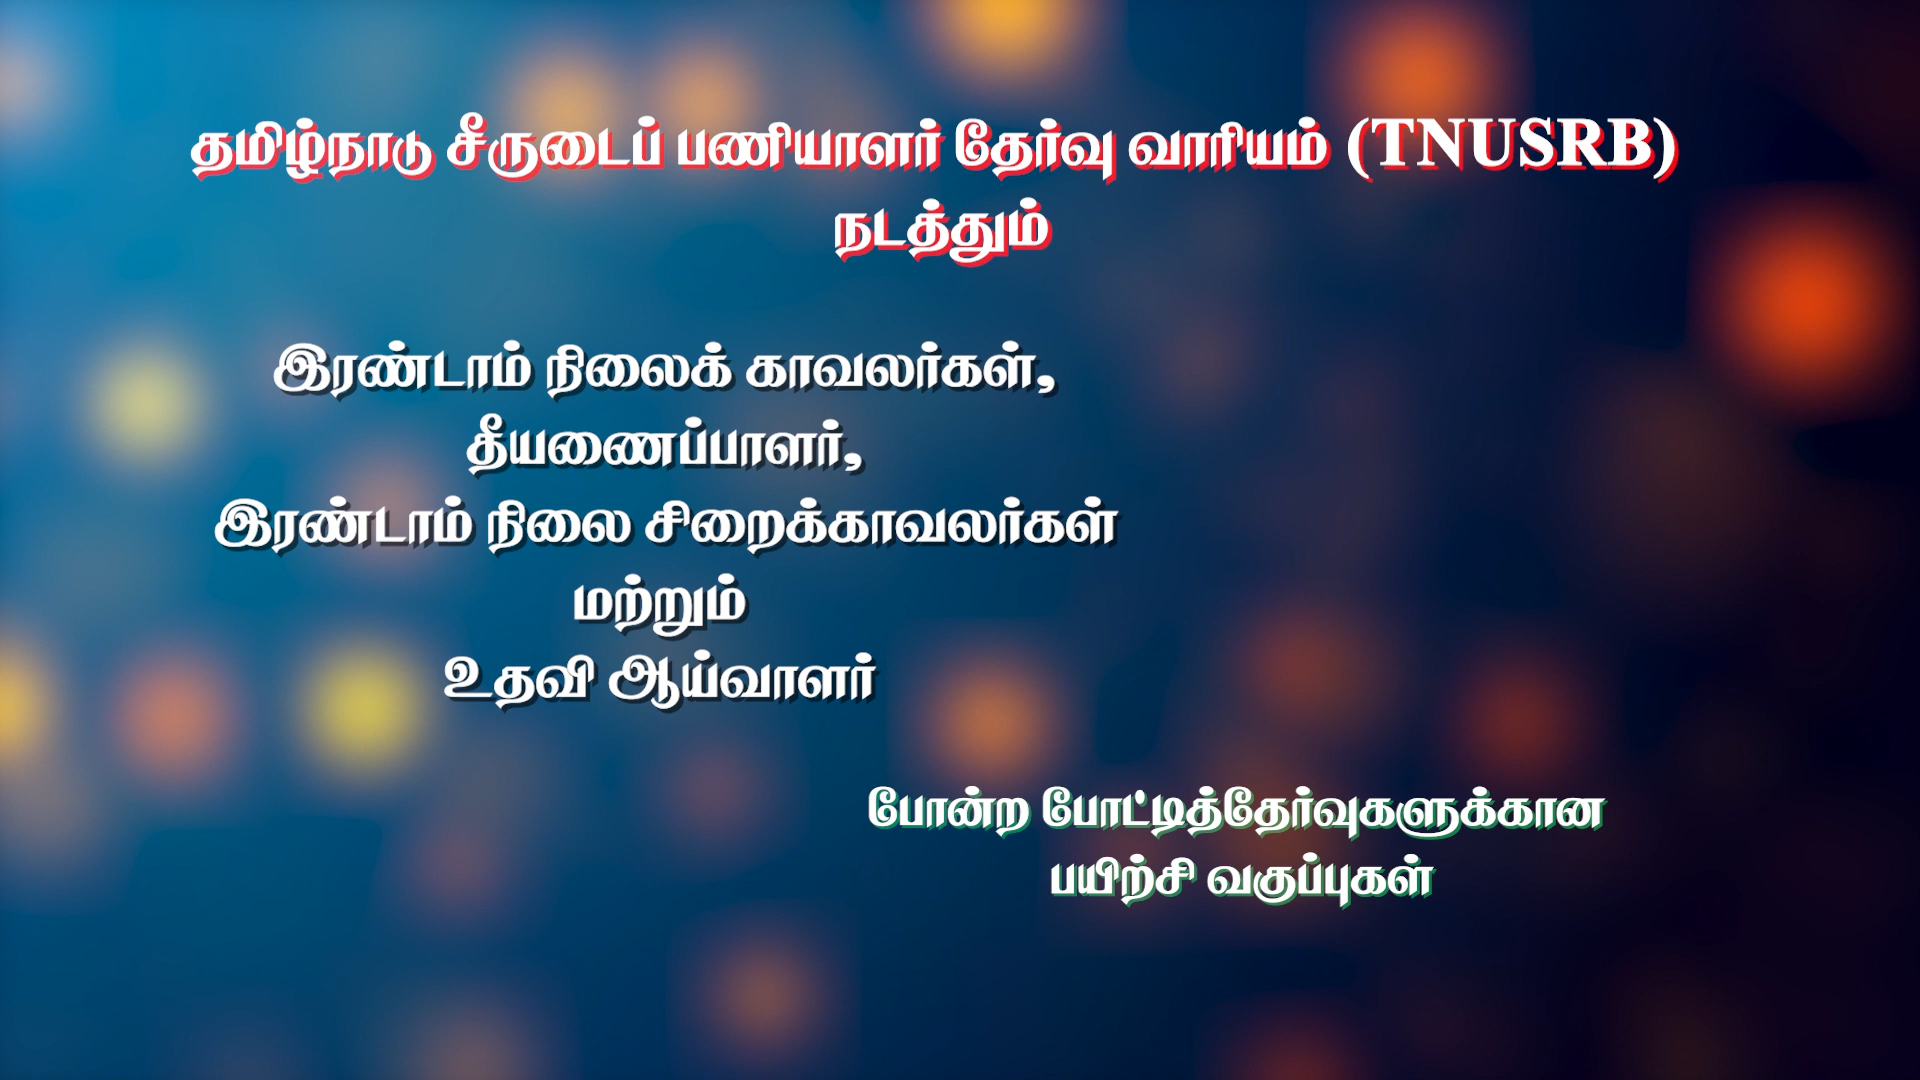 தமிழ்நாடு சீருடைப் பணியாளர் தேர்வு வாரியம் (TNUSRB)
நடத்தும்
இரண்டாம் நிலைக் காவலர்கள்,
தீயணைப்பாளர்,
இரண்டாம் நிலை சிறைக்காவலர்கள்
மற்றும்
உதவி ஆய்வாளர்
போன்ற போட்டித்தேர்வுகளுக்கான
பயிற்சி வகுப்புகள்